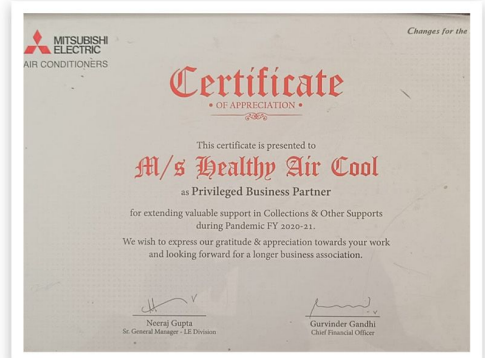 MITSUBISHI
ELECTRIC
AIR CONDITIONERS
Changes for the
Certificate
• OF APPRECIATION •
This certificate is presented to
M/s Healthy Air Cool
as Privileged Business Partner
for extending valuable support in Collections & Other Supports
during Pandemic FY 2020-21.
We wish to express our gratitude & appreciation towards your work
and looking forward for a longer business association.
Neeraj Gupta
Sr. General Manager - LE Division
Gurvinder Gandhi
Chief Financial Officer